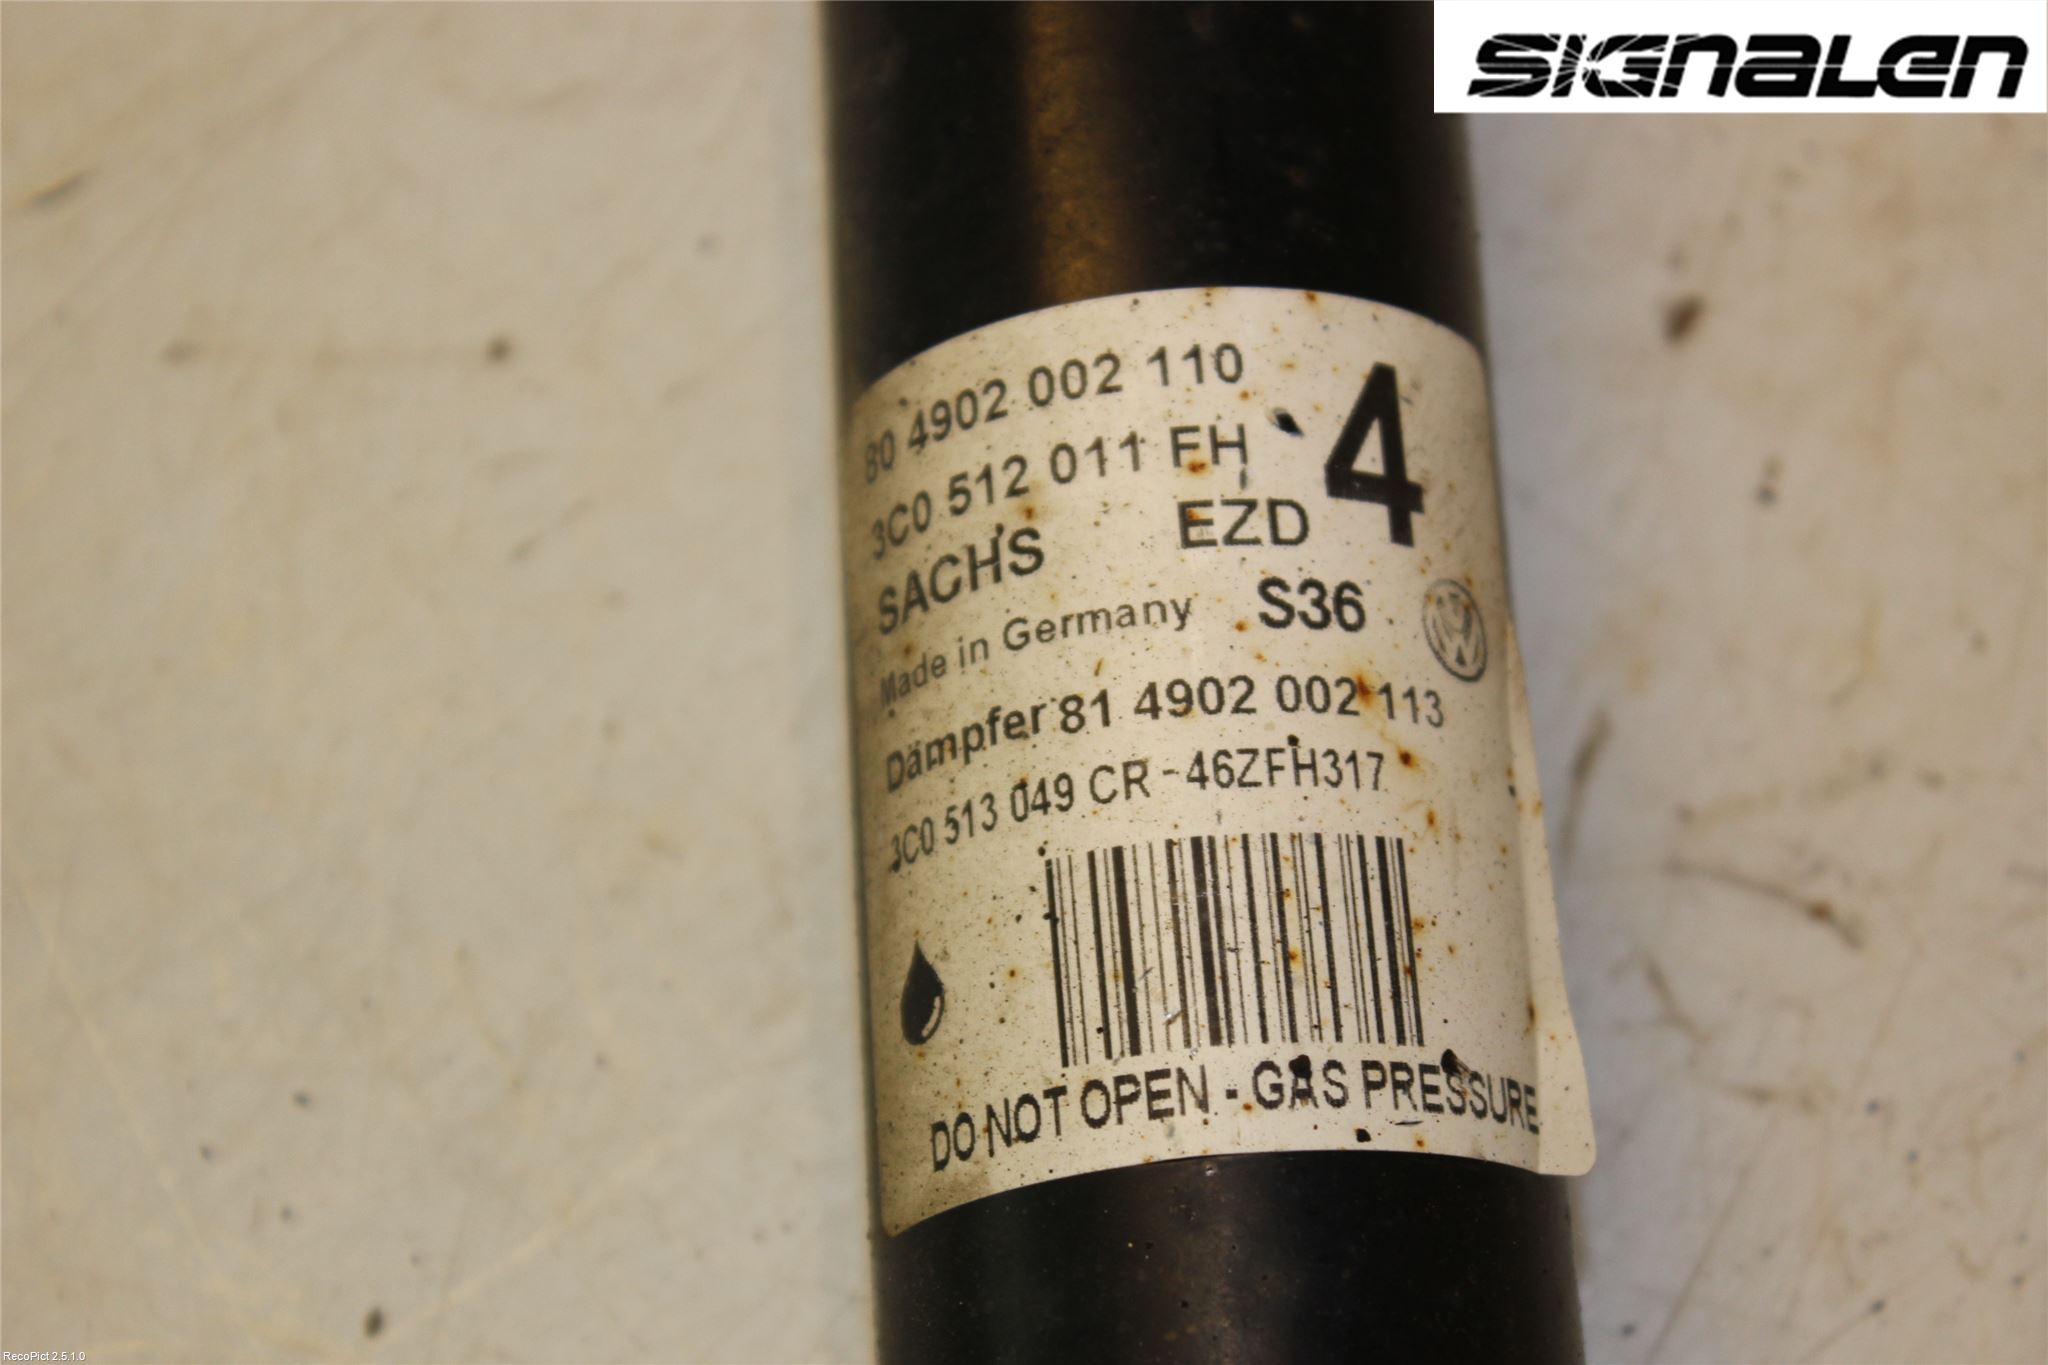 SIGNALEN
80 4902 002 110
3C0 512 011 FH
4
SACHS EZD
Made in Germany S36
Dämpfer 81 4902 002 113
3C0 513 049 CR -46ZFH317
DO NOT OPEN - GAS PRESSURE
RecoPict 2.5.1.0